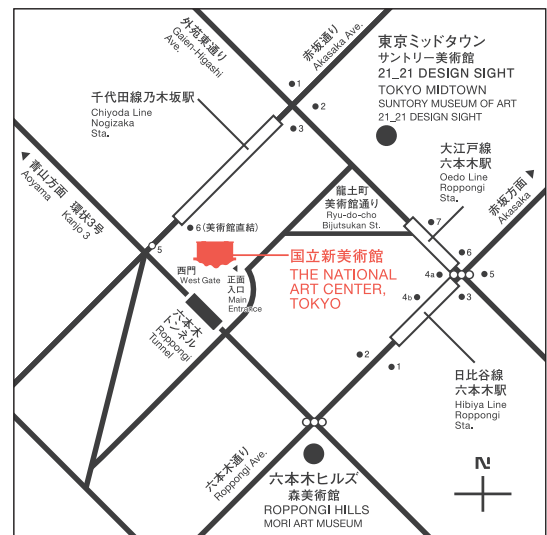 外苑東通り
Gaien-Higashi
Ave.
赤坂通り
Akasaka Ave.
東京ミッドタウン
サントリー美術館
21_21 DESIGN SIGHT
TOKYO MIDTOWN
SUNTORY MUSEUM OF ART
21_21 DESIGN SIGHT
千代田線乃木坂駅
Chiyoda Line
Nogizaka
Sta.
1
2
3
大江戸線
六本木駅
Oedo Line
Roppongi
Sta.
青山方面 環状3号
Aoyama Kanjo 3
龍土町
美術館通り
Ryu-do-cho
Bijutsukan St.
赤坂方面
Akasaka
7
6(美術館直結)
5
国立新美術館
THE NATIONAL
ART CENTER,
TOKYO
西門
West Gate
正面
入口
Main
Entrance
6
4a
5
4b
3
六本木
トンネル
Roppongi
Tunnel
2
1
日比谷線
六本木駅
Hibiya Line
Roppongi
Sta.
六本木通り
Roppongi Ave.
六本木ヒルズ
森美術館
ROPPONGI HILLS
MORI ART MUSEUM
N